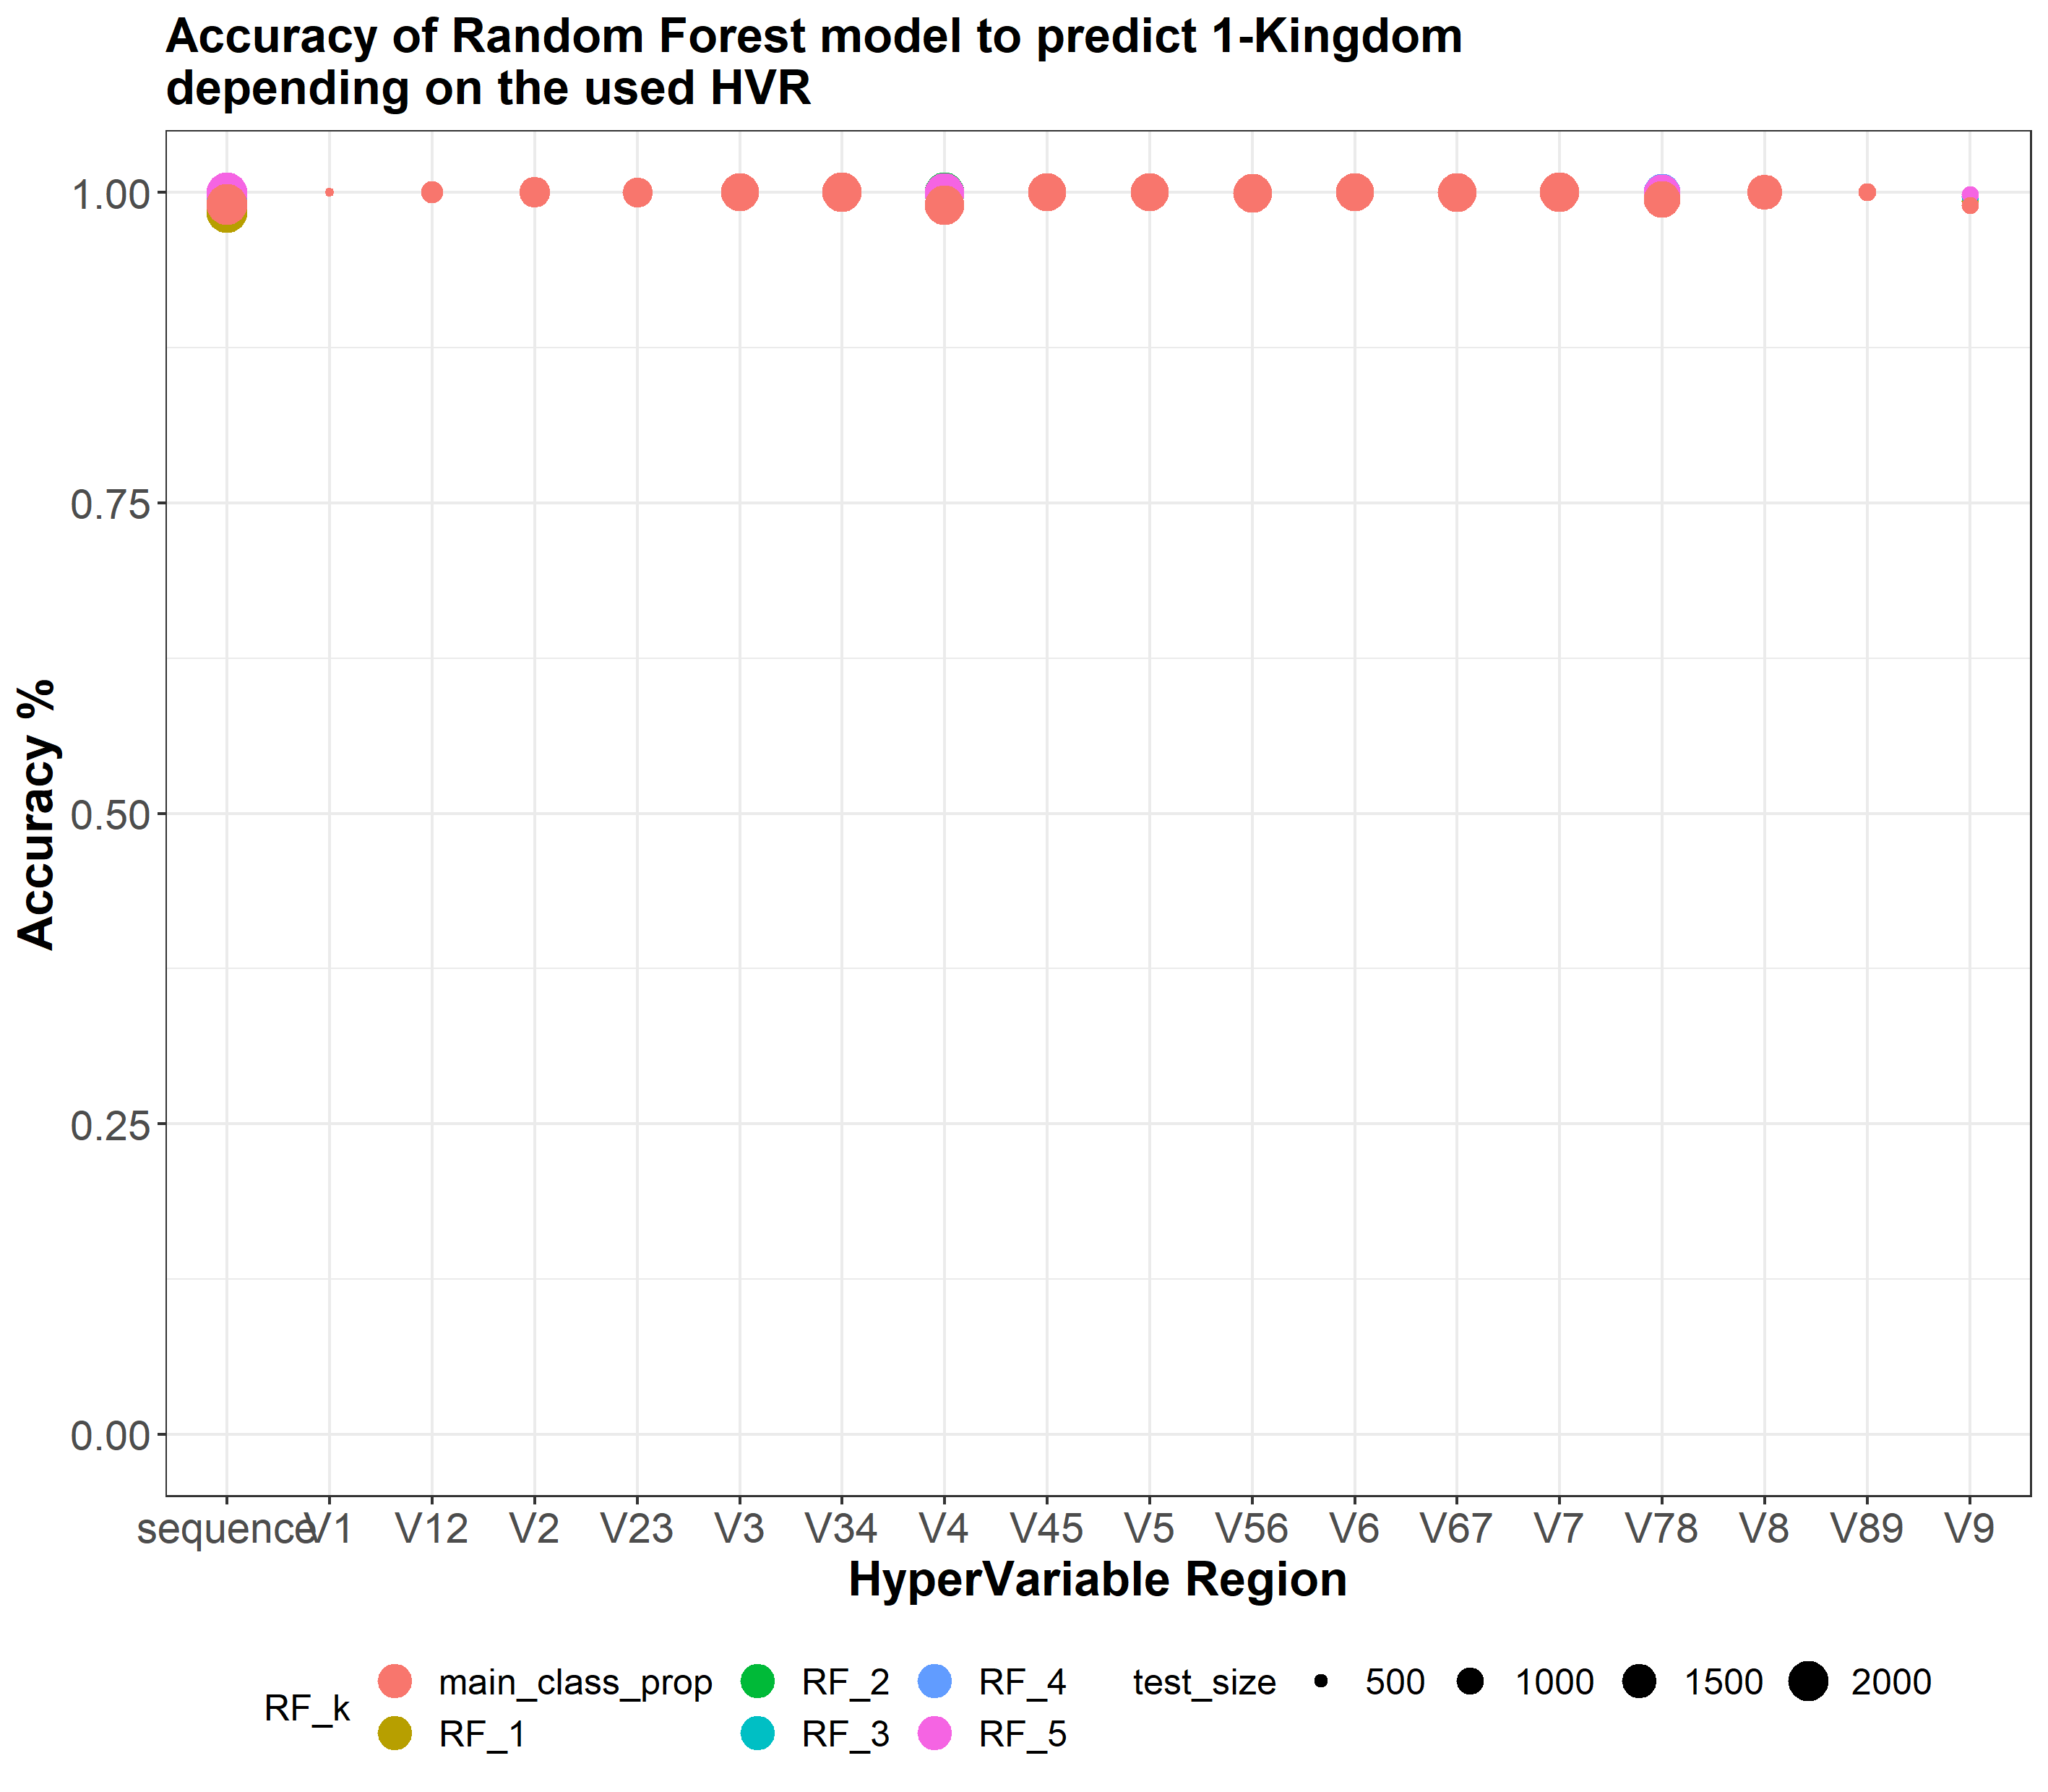 Accuracy of Random Forest model to predict 1-Kingdom
depending on the used HVR
Accuracy %
1.00
0.75
0.50
0.25
0.00
sequence V1 V12 V2 V23 V3 V34 V4 V45 V5 V56 V6 V67 V7 V78 V8 V89 V9
HyperVariable Region
RF_k
main_class_prop RF_2 RF_4
RF_1 RF_3 RF_5
test_size 500 1000 1500 2000